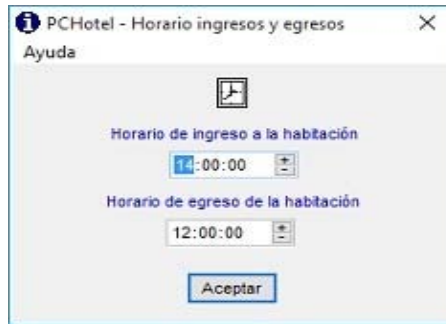 PCHotel - Horario ingresos y egresos
Ayuda
Horario de ingreso a la habitación
14:00:00
Horario de egreso de la habitación
12:00:00
Aceptar